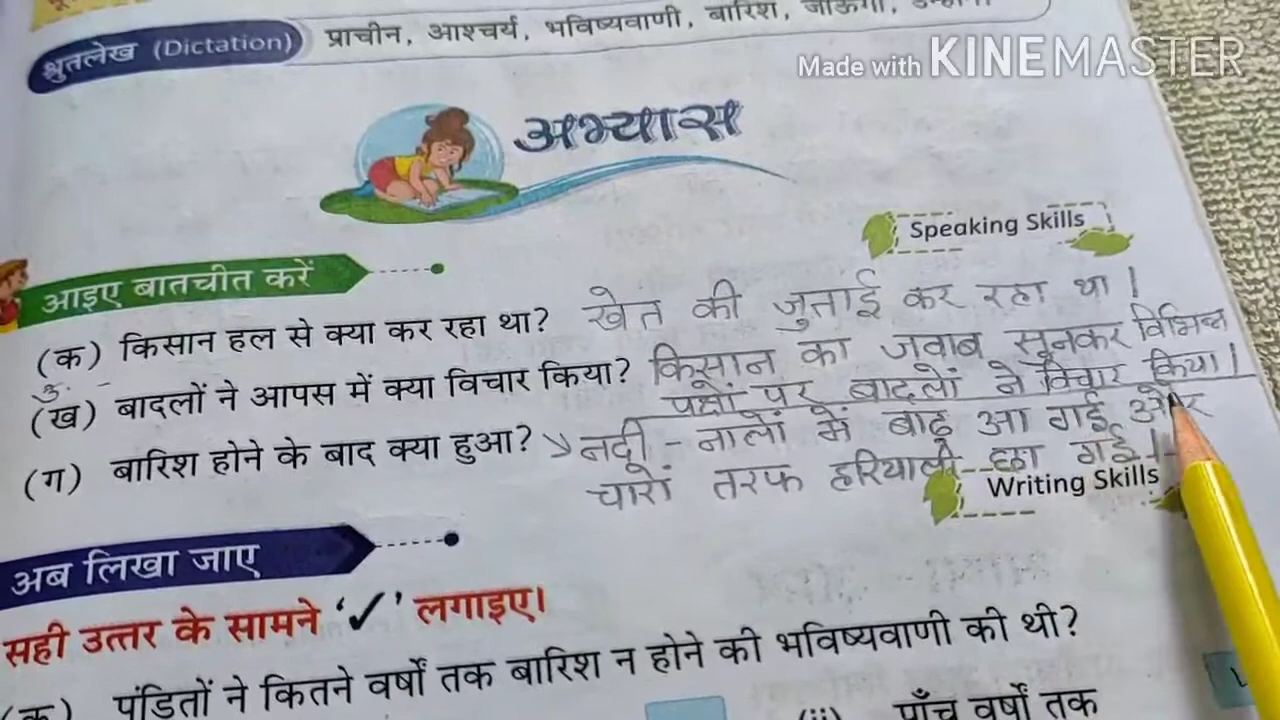 श्रुतलेख (Dictation) प्राचीन, आश्चर्य, भविष्यवाणी, बारिश,
Made with KINEMASTER
अभ्यास
Speaking Skills
आइए बातचीत करें
(क) किसान हल से क्या कर रहा था? खेत की जुताई कर रहा था।
(ख) बादलों ने आपस में क्या विचार किया? किसान का जवाब सूनकर विभिन्न
पक्षों पर बादलों ने विचार किया।
(ग) बारिश होने के बाद क्या हुआ? नदी - नालों में बाढ़ आ गई और
चारों तरफ हरियाली छा गई।
Writing Skills
अब लिखा जाए
सही उत्तर के सामने ‘✓’ लगाइए।
(क) पंडितों ने कितने वर्षों तक बारिश न होने की भविष्यवाणी की थी?
(ii) पाँच वर्षों तक